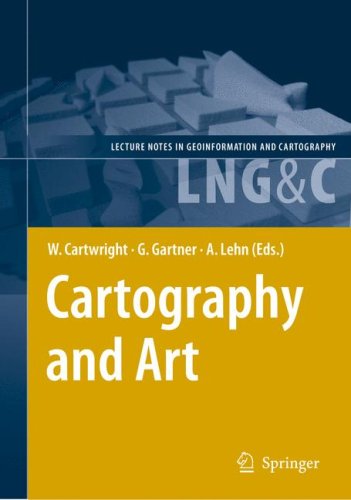 LECTURE NOTES IN GEOINFORMATION AND CARTOGRAPHY
LNG&C
W. Cartwright · G. Gartner · A. Lehn (Eds.)
Cartography
and Art
Springer